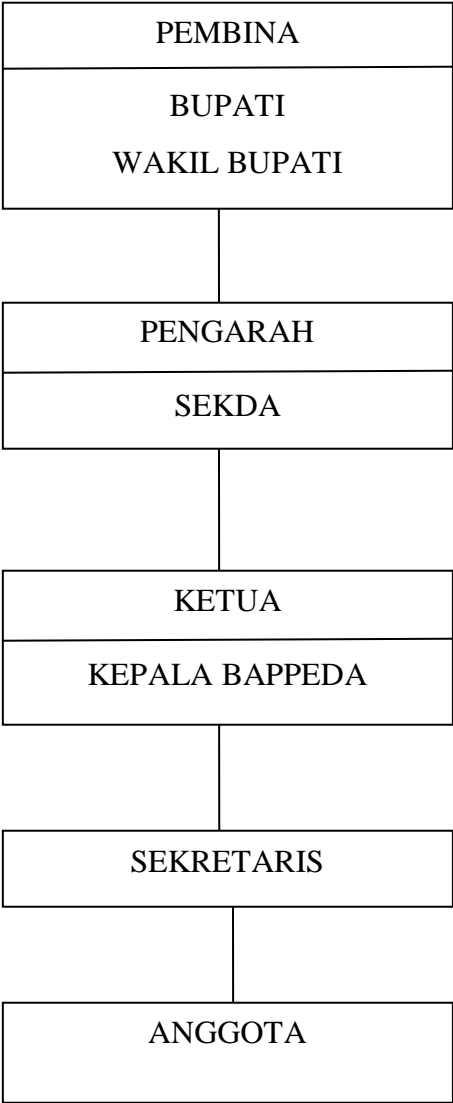 PEMBINA
BUPATI
WAKIL BUPATI
PENGARAH
SEKDA
KETUA
KEPALA BAPPEDA
SEKRETARIS
ANGGOTA